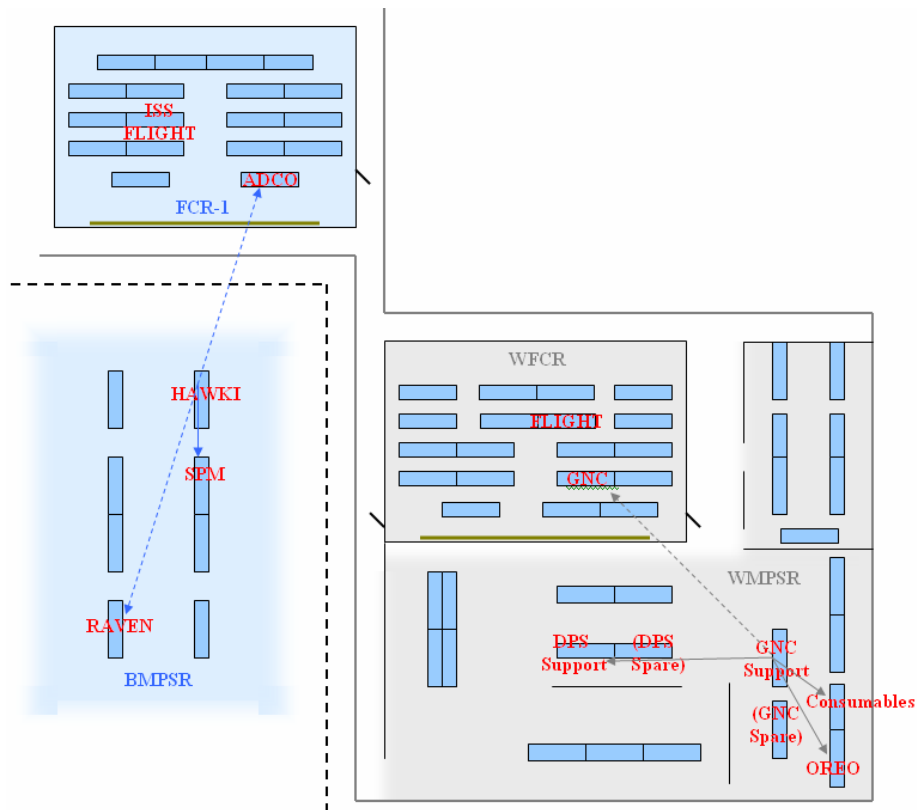 ISS
FLIGHT
ADCO
FCR-1
HAWKI
SPM
RAVEN
BMPSR
WFCR
FLIGHT
GNC
WMPSR
DPS
Support
(DPS
Spare)
GNC
Support
Consumables
(GNC
Spare)
OREO